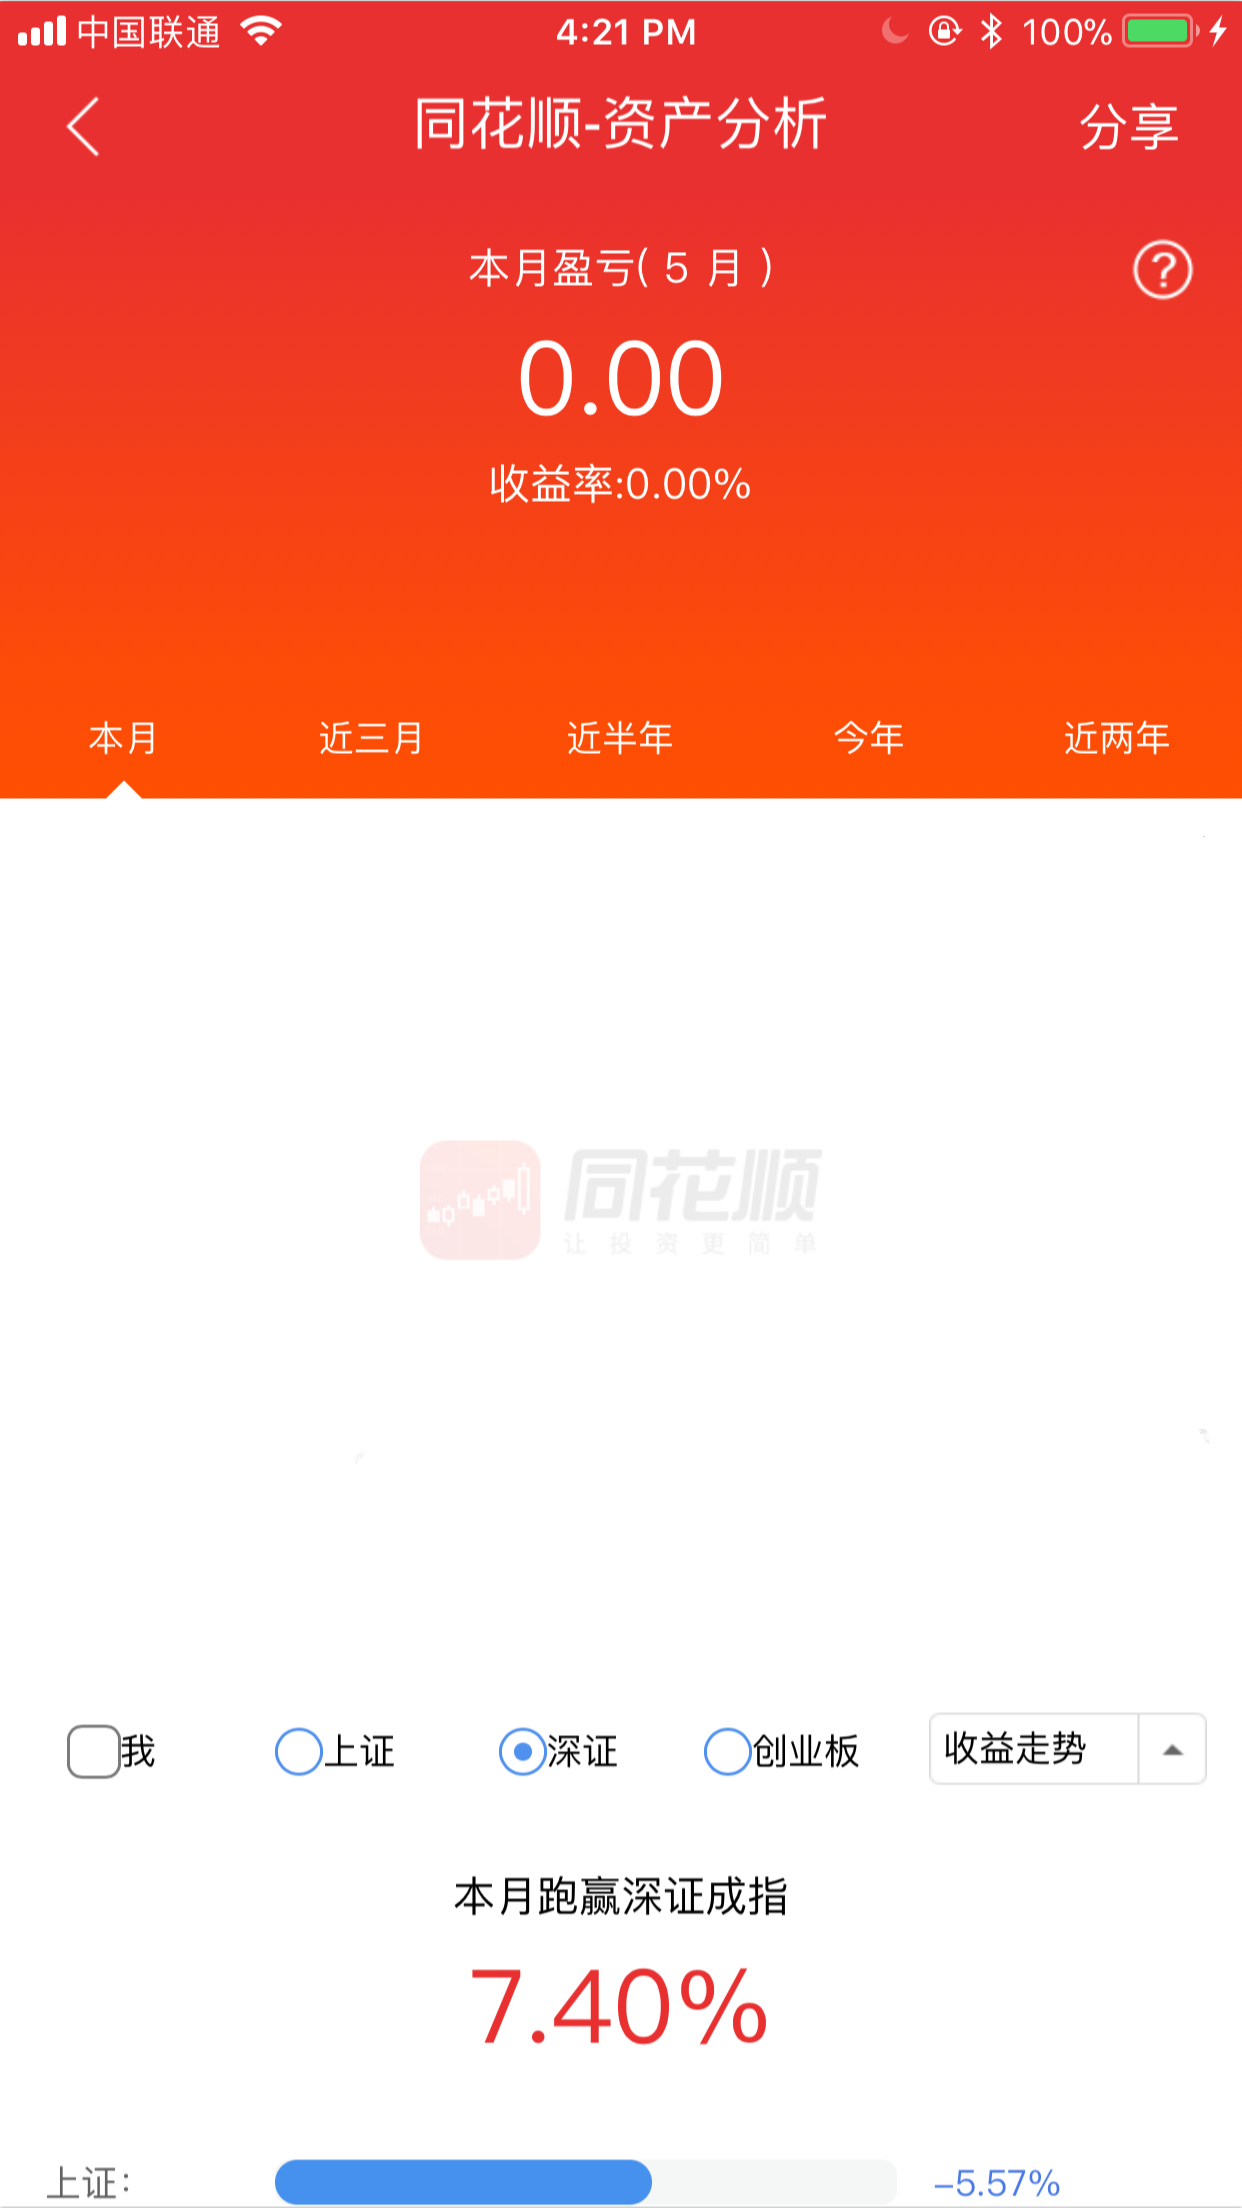 中国联通 4:21 PM 100%
同花顺-资产分析 分享
本月盈亏( 5 月 )
?
0.00
收益率:0.00%
本月 近三月 近半年 今年 近两年
同花顺
让投资更简单
我 上证 深证 创业板 收益走势
本月跑赢深证成指
7.40%
上证: -5.57%